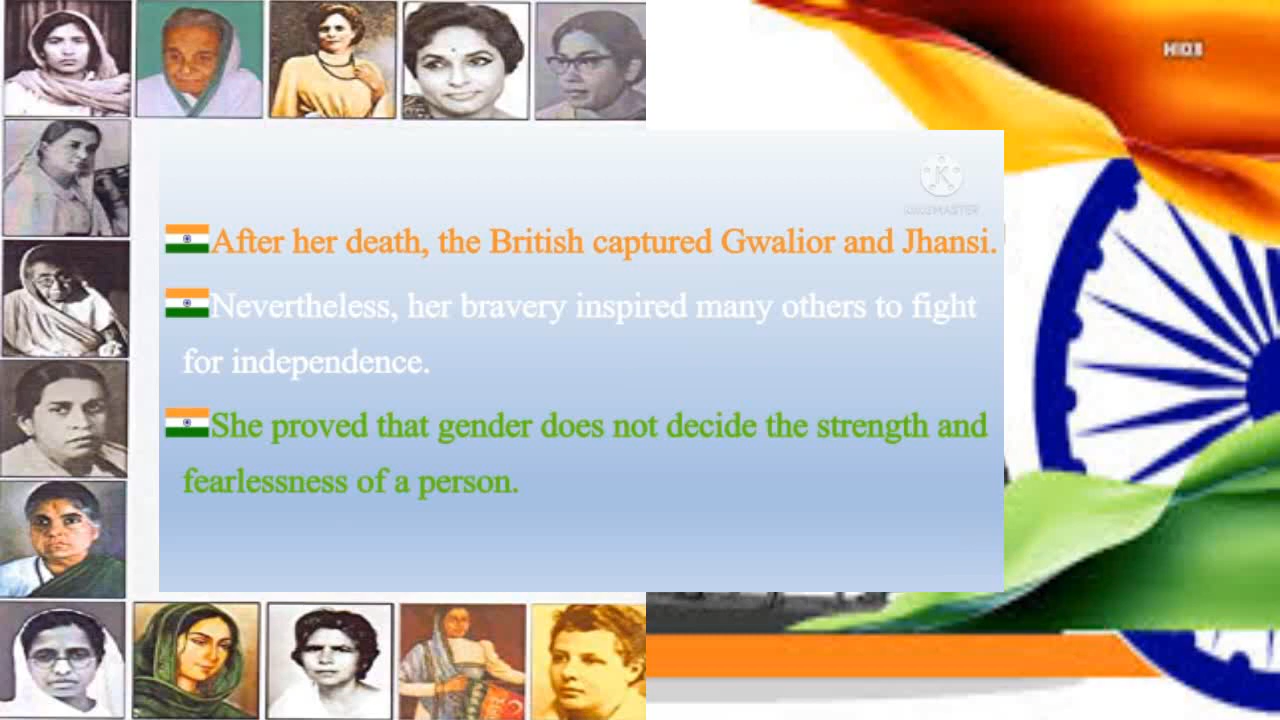 KINEMASTER
After her death, the British captured Gwalior and Jhansi.
Nevertheless, her bravery inspired many others to fight
for independence.
She proved that gender does not decide the strength and
fearlessness of a person.